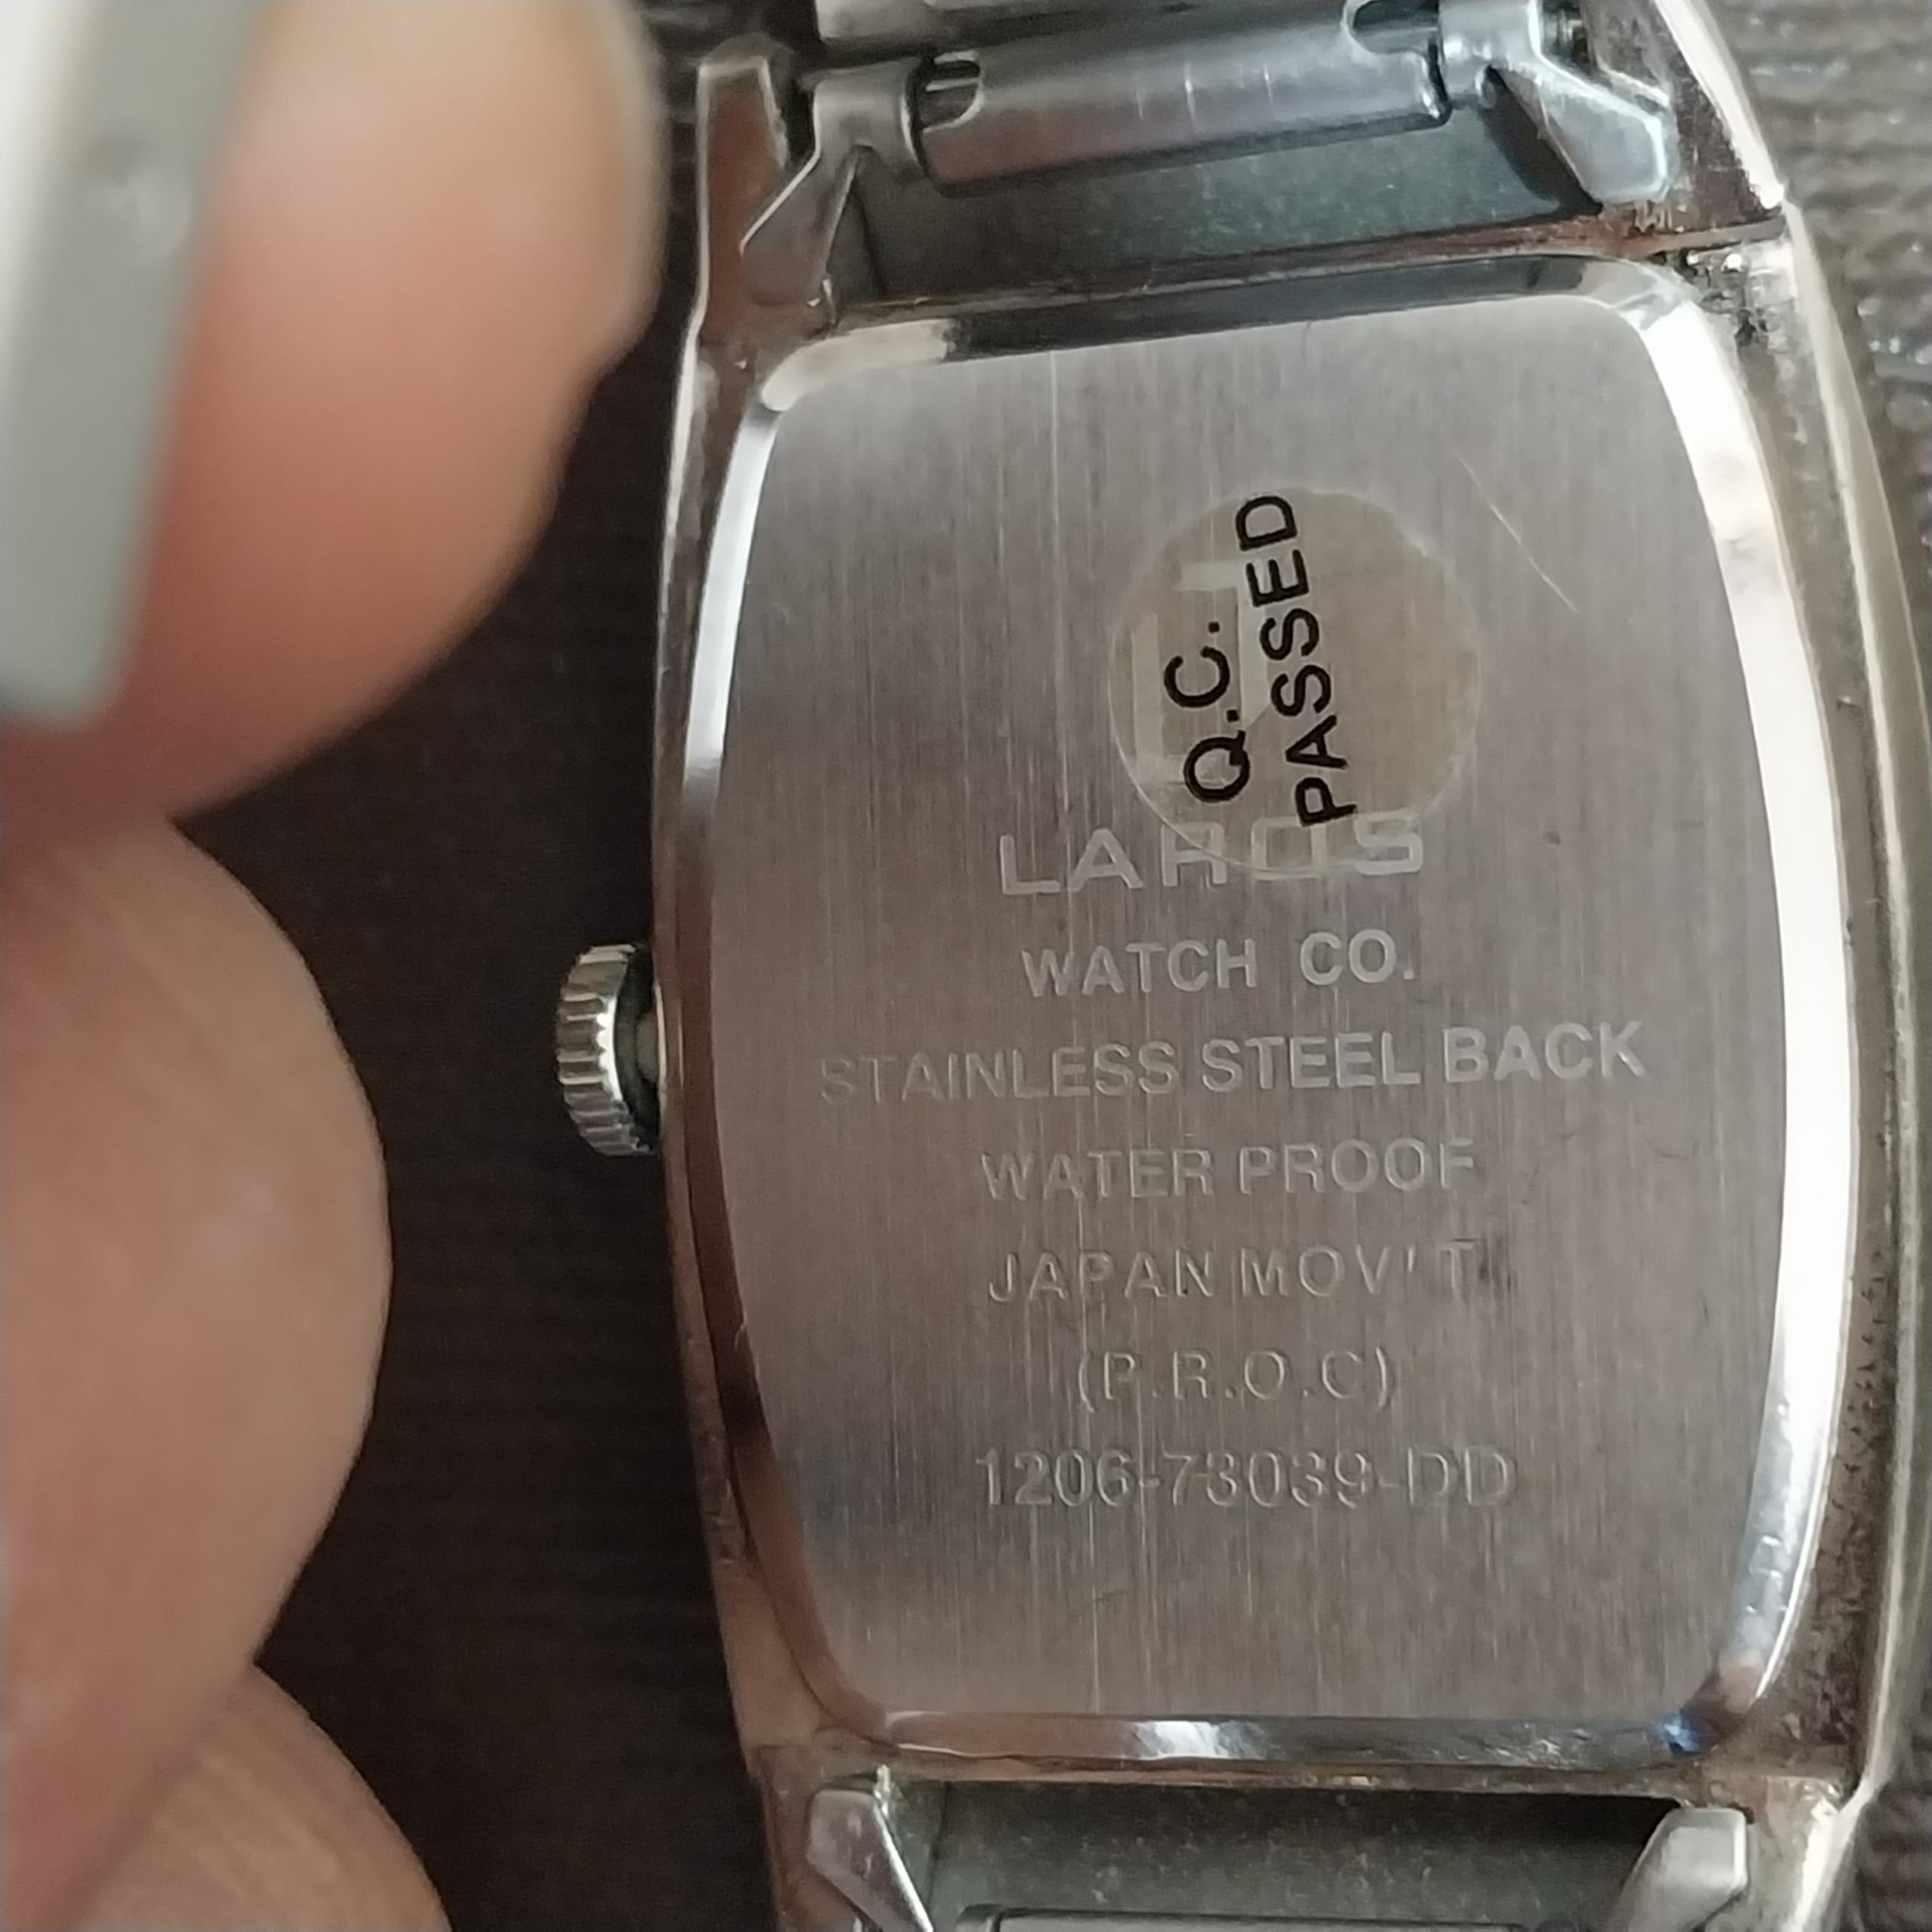 Q.C.
PASSED
LAROS
WATCH CO.
STAINLESS STEEL BACK
WATER PROOF
JAPAN MOV'T
(P.R.O.C)
1206-73039-DD